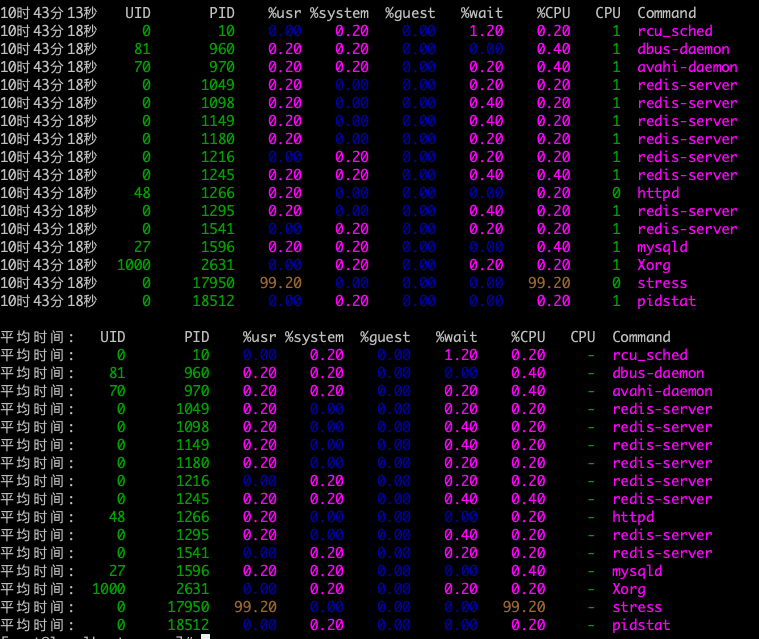 10时43分13秒   UID       PID    %usr %system  %guest   %wait    %CPU   CPU  Command
10时43分18秒     0        10    0.00    0.20    0.00    1.20    0.20     1  rcu_sched
10时43分18秒    81       960    0.20    0.20    0.00    0.00    0.40     1  dbus-daemon
10时43分18秒    70       970    0.20    0.20    0.00    0.20    0.40     1  avahi-daemon
10时43分18秒     0      1049    0.20    0.00    0.00    0.20    0.20     1  redis-server
10时43分18秒     0      1098    0.20    0.00    0.00    0.40    0.20     1  redis-server
10时43分18秒     0      1149    0.20    0.00    0.00    0.40    0.20     1  redis-server
10时43分18秒     0      1180    0.20    0.00    0.00    0.20    0.20     1  redis-server
10时43分18秒     0      1216    0.00    0.20    0.00    0.20    0.20     1  redis-server
10时43分18秒     0      1245    0.20    0.20    0.00    0.40    0.40     1  redis-server
10时43分18秒    48      1266    0.20    0.00    0.00    0.00    0.20     0  httpd
10时43分18秒     0      1295    0.20    0.00    0.00    0.40    0.20     1  redis-server
10时43分18秒     0      1541    0.00    0.20    0.00    0.20    0.20     1  redis-server
10时43分18秒    27      1596    0.20    0.20    0.00    0.00    0.40     1  mysqld
10时43分18秒  1000      2631    0.00    0.20    0.00    0.20    0.20     1  Xorg
10时43分18秒     0     17950   99.20    0.00    0.00    0.00   99.20     0  stress
10时43分18秒     0     18512    0.00    0.20    0.00    0.00    0.20     1  pidstat
平均时间:   UID       PID    %usr %system  %guest   %wait    %CPU   CPU  Command
平均时间:     0        10    0.00    0.20    0.00    1.20    0.20     -  rcu_sched
平均时间:    81       960    0.20    0.20    0.00    0.00    0.40     -  dbus-daemon
平均时间:    70       970    0.20    0.20    0.00    0.20    0.40     -  avahi-daemon
平均时间:     0      1049    0.20    0.00    0.00    0.20    0.20     -  redis-server
平均时间:     0      1098    0.20    0.00    0.00    0.40    0.20     -  redis-server
平均时间:     0      1149    0.20    0.00    0.00    0.40    0.20     -  redis-server
平均时间:     0      1180    0.20    0.00    0.00    0.20    0.20     -  redis-server
平均时间:     0      1216    0.00    0.20    0.00    0.20    0.20     -  redis-server
平均时间:     0      1245    0.20    0.20    0.00    0.40    0.40     -  redis-server
平均时间:    48      1266    0.20    0.00    0.00    0.00    0.20     -  httpd
平均时间:     0      1295    0.20    0.00    0.00    0.40    0.20     -  redis-server
平均时间:     0      1541    0.00    0.20    0.00    0.20    0.20     -  redis-server
平均时间:    27      1596    0.20    0.20    0.00    0.00    0.40     -  mysqld
平均时间:  1000      2631    0.00    0.20    0.00    0.20    0.20     -  Xorg
平均时间:     0     17950   99.20    0.00    0.00    0.00   99.20     -  stress
平均时间:     0     18512    0.00    0.20    0.00    0.00    0.20     -  pidstat